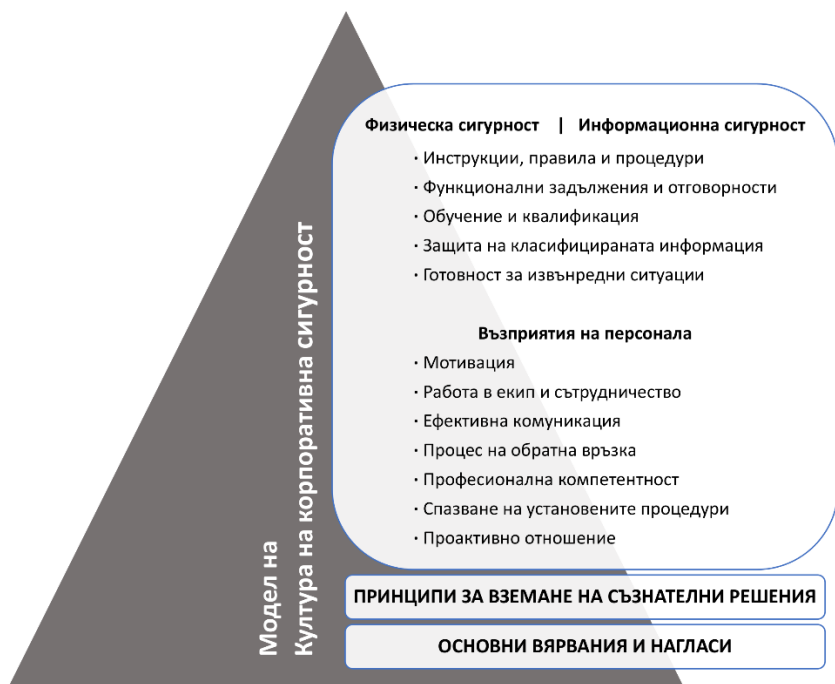 Модел на
Култура на корпоративна сигурност
Физическа сигурност | Информационна сигурност
· Инструкции, правила и процедури
· Функционални задължения и отговорности
· Обучение и квалификация
· Защита на класифицираната информация
· Готовност за извънредни ситуации
Възприятия на персонала
· Мотивация
· Работа в екип и сътрудничество
· Ефективна комуникация
· Процес на обратна връзка
· Професионална компетентност
· Спазване на установените процедури
· Проактивно отношение
ПРИНЦИПИ ЗА ВЗЕМАНЕ НА СЪЗНАТЕЛНИ РЕШЕНИЯ
ОСНОВНИ ВЯРВАНИЯ И НАГЛАСИ